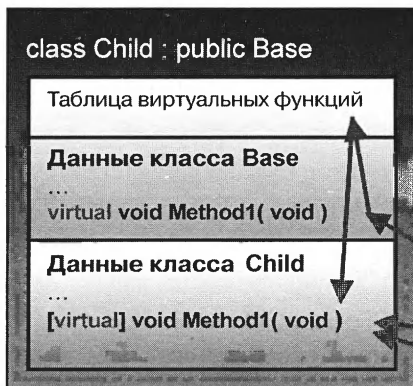 class Child : public Base
Таблица виртуальных функций
Данные класса Base
...
virtual void Method1( void )
Данные класса Child
...
[virtual] void Method1( void )